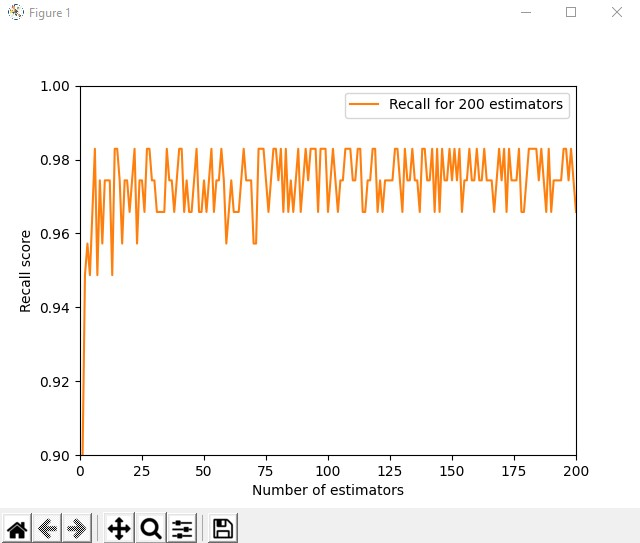 Figure 1
Recall for 200 estimators
1.00
0.98
0.96
0.94
0.92
0.90
Recall score
0 25 50 75 100 125 150 175 200
Number of estimators